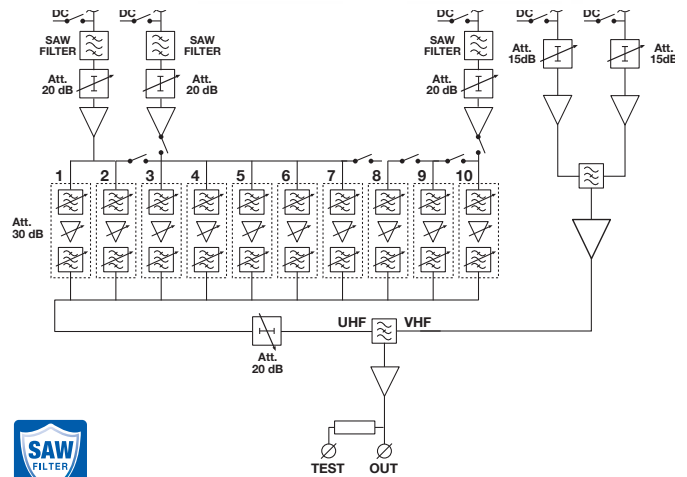 DC DC DC DC DC
SAW
FILTER
SAW
FILTER
SAW
FILTER
Att.
20 dB
Att.
20 dB
Att.
20 dB
Att.
15dB
Att.
15dB
1 2 3 4 5 6 7 8 9 10
Att.
30 dB
UHF VHF
Att.
20 dB
TEST OUT
SAW
FILTER